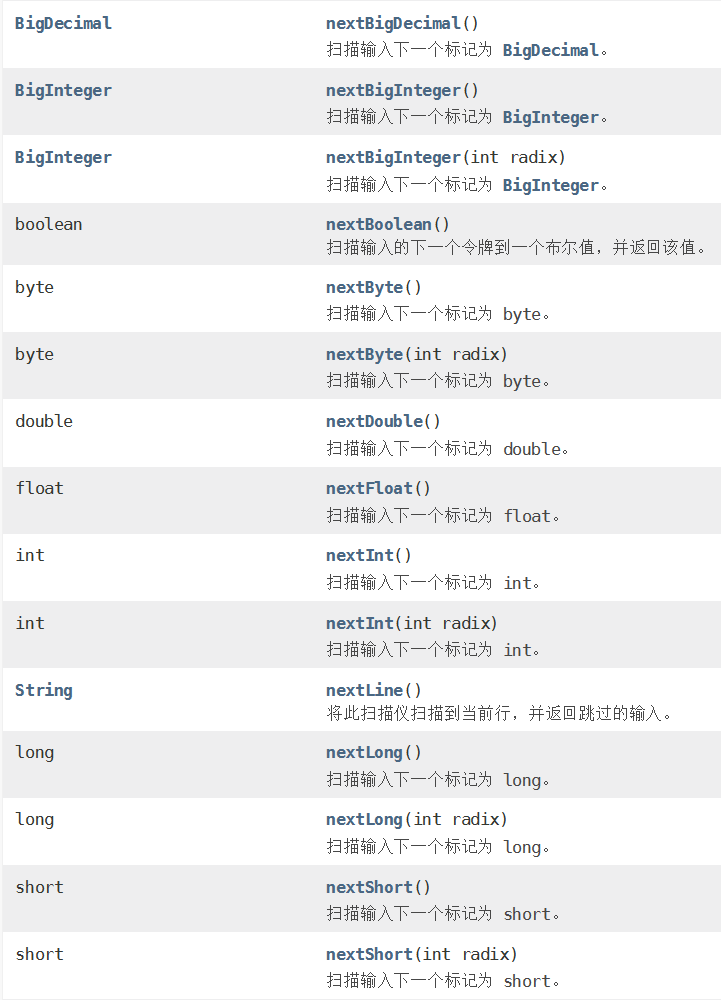 BigDecimal nextBigDecimal()
扫描输入下一个标记为 BigDecimal。
BigInteger nextBigInteger()
扫描输入下一个标记为 BigInteger。
BigInteger nextBigInteger(int radix)
扫描输入下一个标记为 BigInteger。
boolean nextBoolean()
扫描输入的下一个令牌到一个布尔值，并返回该值。
byte nextByte()
扫描输入下一个标记为 byte。
byte nextByte(int radix)
扫描输入下一个标记为 byte。
double nextDouble()
扫描输入下一个标记为 double。
float nextFloat()
扫描输入下一个标记为 float。
int nextInt()
扫描输入下一个标记为 int。
int nextInt(int radix)
扫描输入下一个标记为 int。
String nextLine()
将此扫描仪扫描到当前行，并返回跳过的输入。
long nextLong()
扫描输入下一个标记为 long。
long nextLong(int radix)
扫描输入下一个标记为 long。
short nextShort()
扫描输入下一个标记为 short。
short nextShort(int radix)
扫描输入下一个标记为 short。